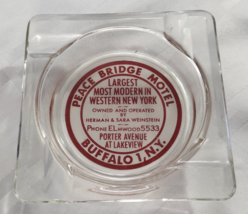 PEACE BRIDGE MOTEL
LARGEST
MOST MODERN IN
WESTERN NEW YORK
OWNED AND OPERATED
BY
HERMAN & SARA WEINSTEIN
PHONE ELMWOOD 5533
PORTER AVENUE
AT LAKEVIEW
BUFFALO 1, N.Y.